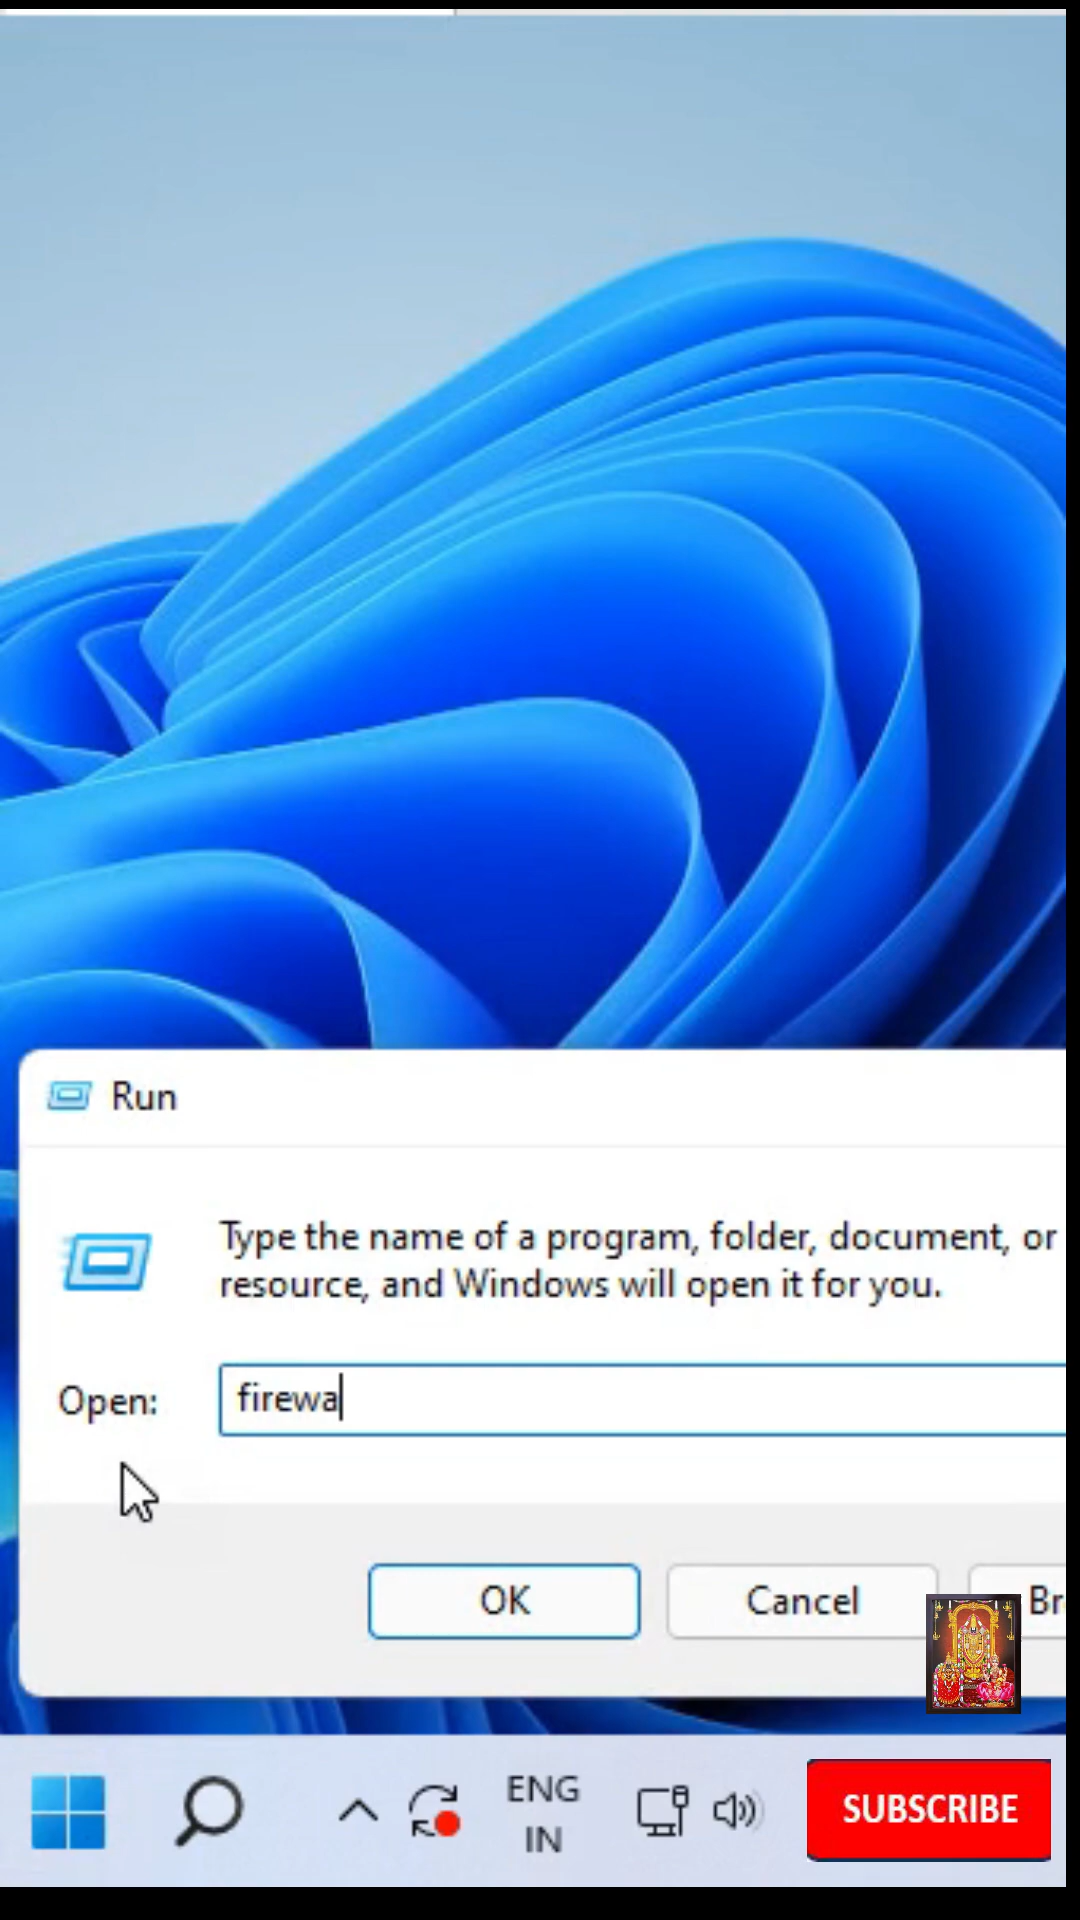 Run
Type the name of a program, folder, document, or
resource, and Windows will open it for you.
Open:
firewa
OK
Cancel
Br
ENG
IN
SUBSCRIBE